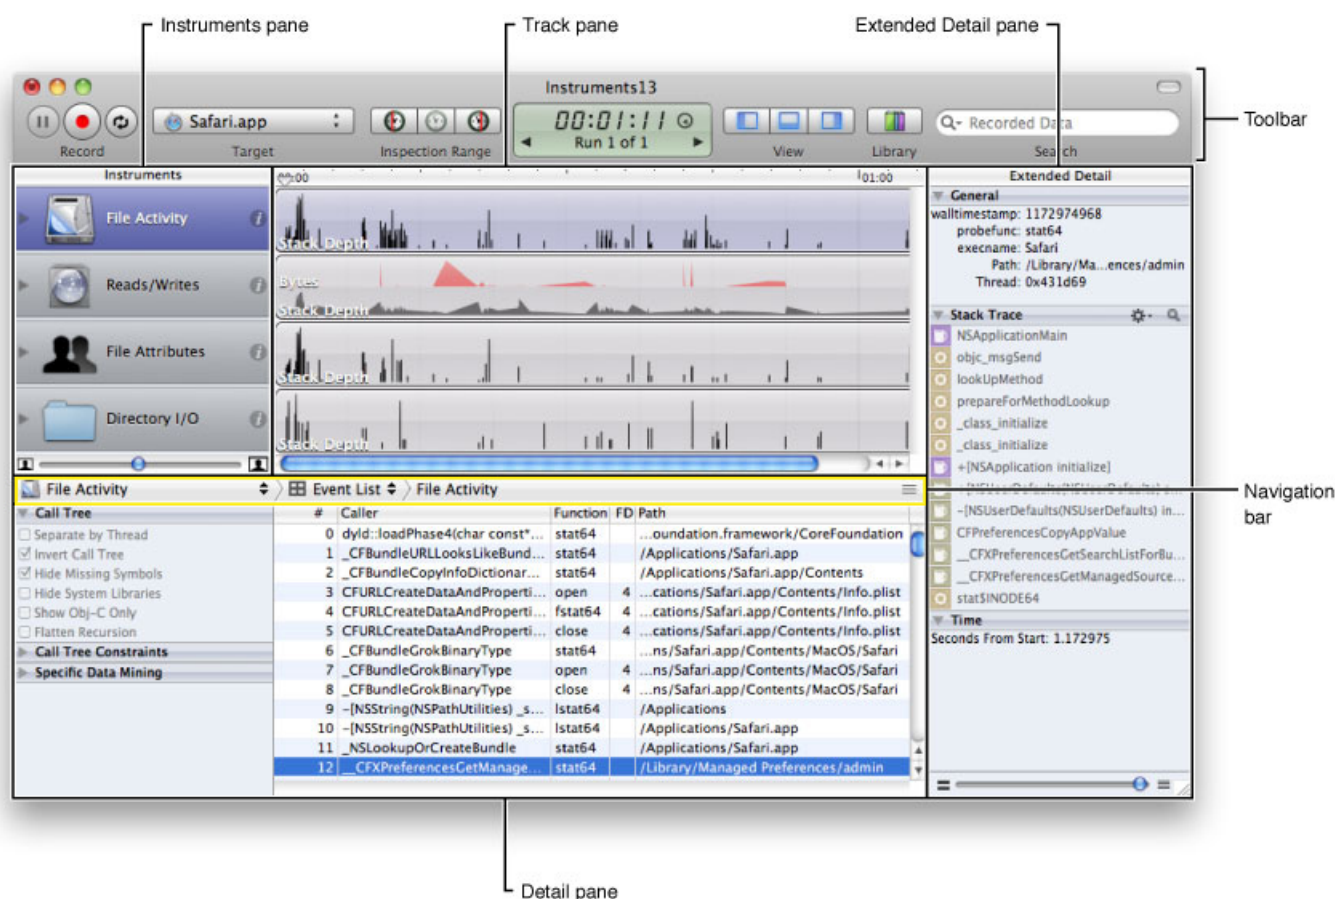 Instruments pane
Track pane
Extended Detail pane
Instruments13
Toolbar
Safari.app
00:01:11
Run 1 of 1
Recorded Data
Record
Target
Inspection Range
View
Library
Search
Instruments
00:00
01:00
Extended Detail
File Activity
Stack Depth
Reads/Writes
Bytes
Stack Depth
File Attributes
Stack Depth
Directory I/O
Stack Depth
General
walltimestamp: 1172974968
probefunc: stat64
execname: Safari
Path: /Library/Ma...ences/admin
Thread: 0x431d69
Stack Trace
NSApplicationMain
objc_msgSend
lookUpMethod
prepareForMethodLookup
_class_initialize
_class_initialize
+[NSApplication initialize]
-[NSUserDefaults(NSUserDefaults) in...
CFPreferencesCopyAppValue
__CFXPreferencesGetSearchListForBu...
__CFXPreferencesGetManagedSource...
stat$INODE64
Time
Seconds From Start: 1.172975
Navigation
bar
File Activity
Event List
File Activity
Call Tree
Separate by Thread
Invert Call Tree
Hide Missing Symbols
Hide System Libraries
Show Obj-C Only
Flatten Recursion
Call Tree Constraints
Specific Data Mining
# Caller Function FD Path
0 dyld::loadPhase4(char const*... stat64 ...oundation.framework/CoreFoundation
1 _CFBundleURLLooksLikeBund... stat64 /Applications/Safari.app
2 _CFBundleCopyInfoDictionar... stat64 /Applications/Safari.app/Contents
3 CFURLCreateDataAndProperti... open 4 ...cations/Safari.app/Contents/Info.plist
4 CFURLCreateDataAndProperti... fstat64 4 ...cations/Safari.app/Contents/Info.plist
5 CFURLCreateDataAndProperti... close 4 ...cations/Safari.app/Contents/Info.plist
6 _CFBundleGrokBinaryType stat64 ...ns/Safari.app/Contents/MacOS/Safari
7 _CFBundleGrokBinaryType open 4 ...ns/Safari.app/Contents/MacOS/Safari
8 _CFBundleGrokBinaryType close 4 ...ns/Safari.app/Contents/MacOS/Safari
9 -[NSString(NSPathUtilities) _s... lstat64 /Applications
10 -[NSString(NSPathUtilities) _s... lstat64 /Applications/Safari.app
11 _NSLookupOrCreateBundle stat64 /Applications/Safari.app
12 __CFXPreferencesGetManage... stat64 /Library/Managed Preferences/admin
Detail pane